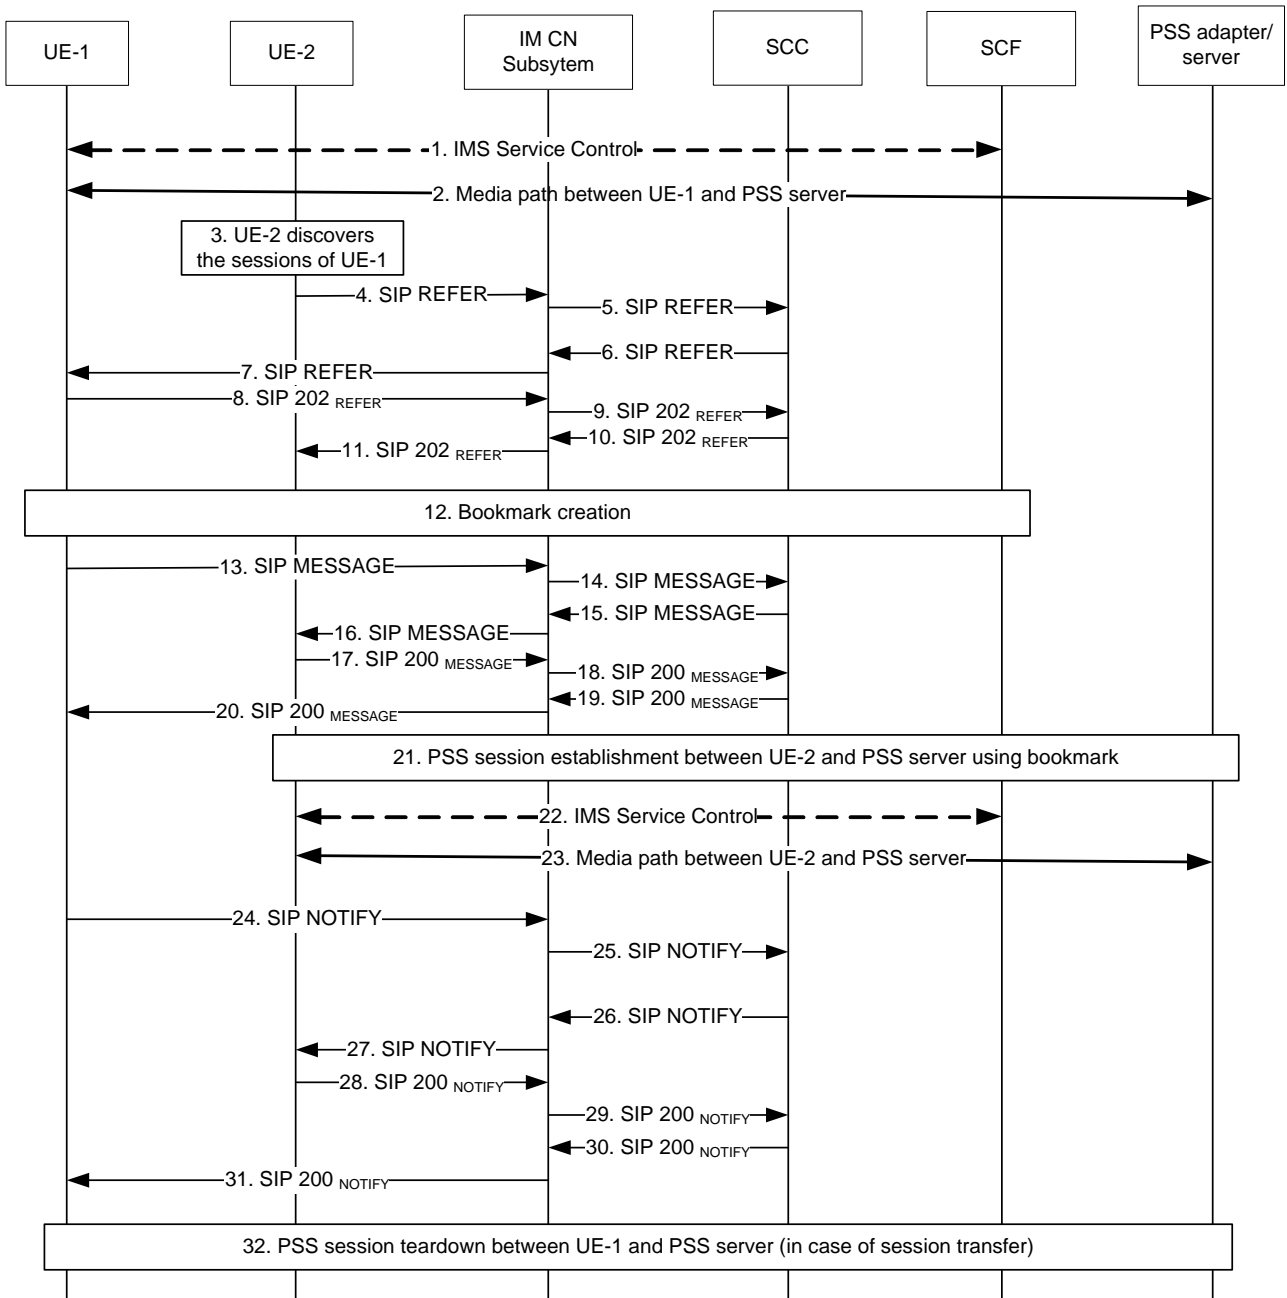 UE-1
UE-2
IM CN
Subsytem
SCC
SCF
PSS adapter/
server
1. IMS Service Control
2. Media path between UE-1 and PSS server
3. UE-2 discovers
the sessions of UE-1
4. SIP REFER
5. SIP REFER
6. SIP REFER
7. SIP REFER
8. SIP 202 REFER
9. SIP 202 REFER
10. SIP 202 REFER
11. SIP 202 REFER
12. Bookmark creation
13. SIP MESSAGE
14. SIP MESSAGE
15. SIP MESSAGE
16. SIP MESSAGE
17. SIP 200 MESSAGE
18. SIP 200 MESSAGE
19. SIP 200 MESSAGE
20. SIP 200 MESSAGE
21. PSS session establishment between UE-2 and PSS server using bookmark
22. IMS Service Control
23. Media path between UE-2 and PSS server
24. SIP NOTIFY
25. SIP NOTIFY
26. SIP NOTIFY
27. SIP NOTIFY
28. SIP 200 NOTIFY
29. SIP 200 NOTIFY
30. SIP 200 NOTIFY
31. SIP 200 NOTIFY
32. PSS session teardown between UE-1 and PSS server (in case of session transfer)